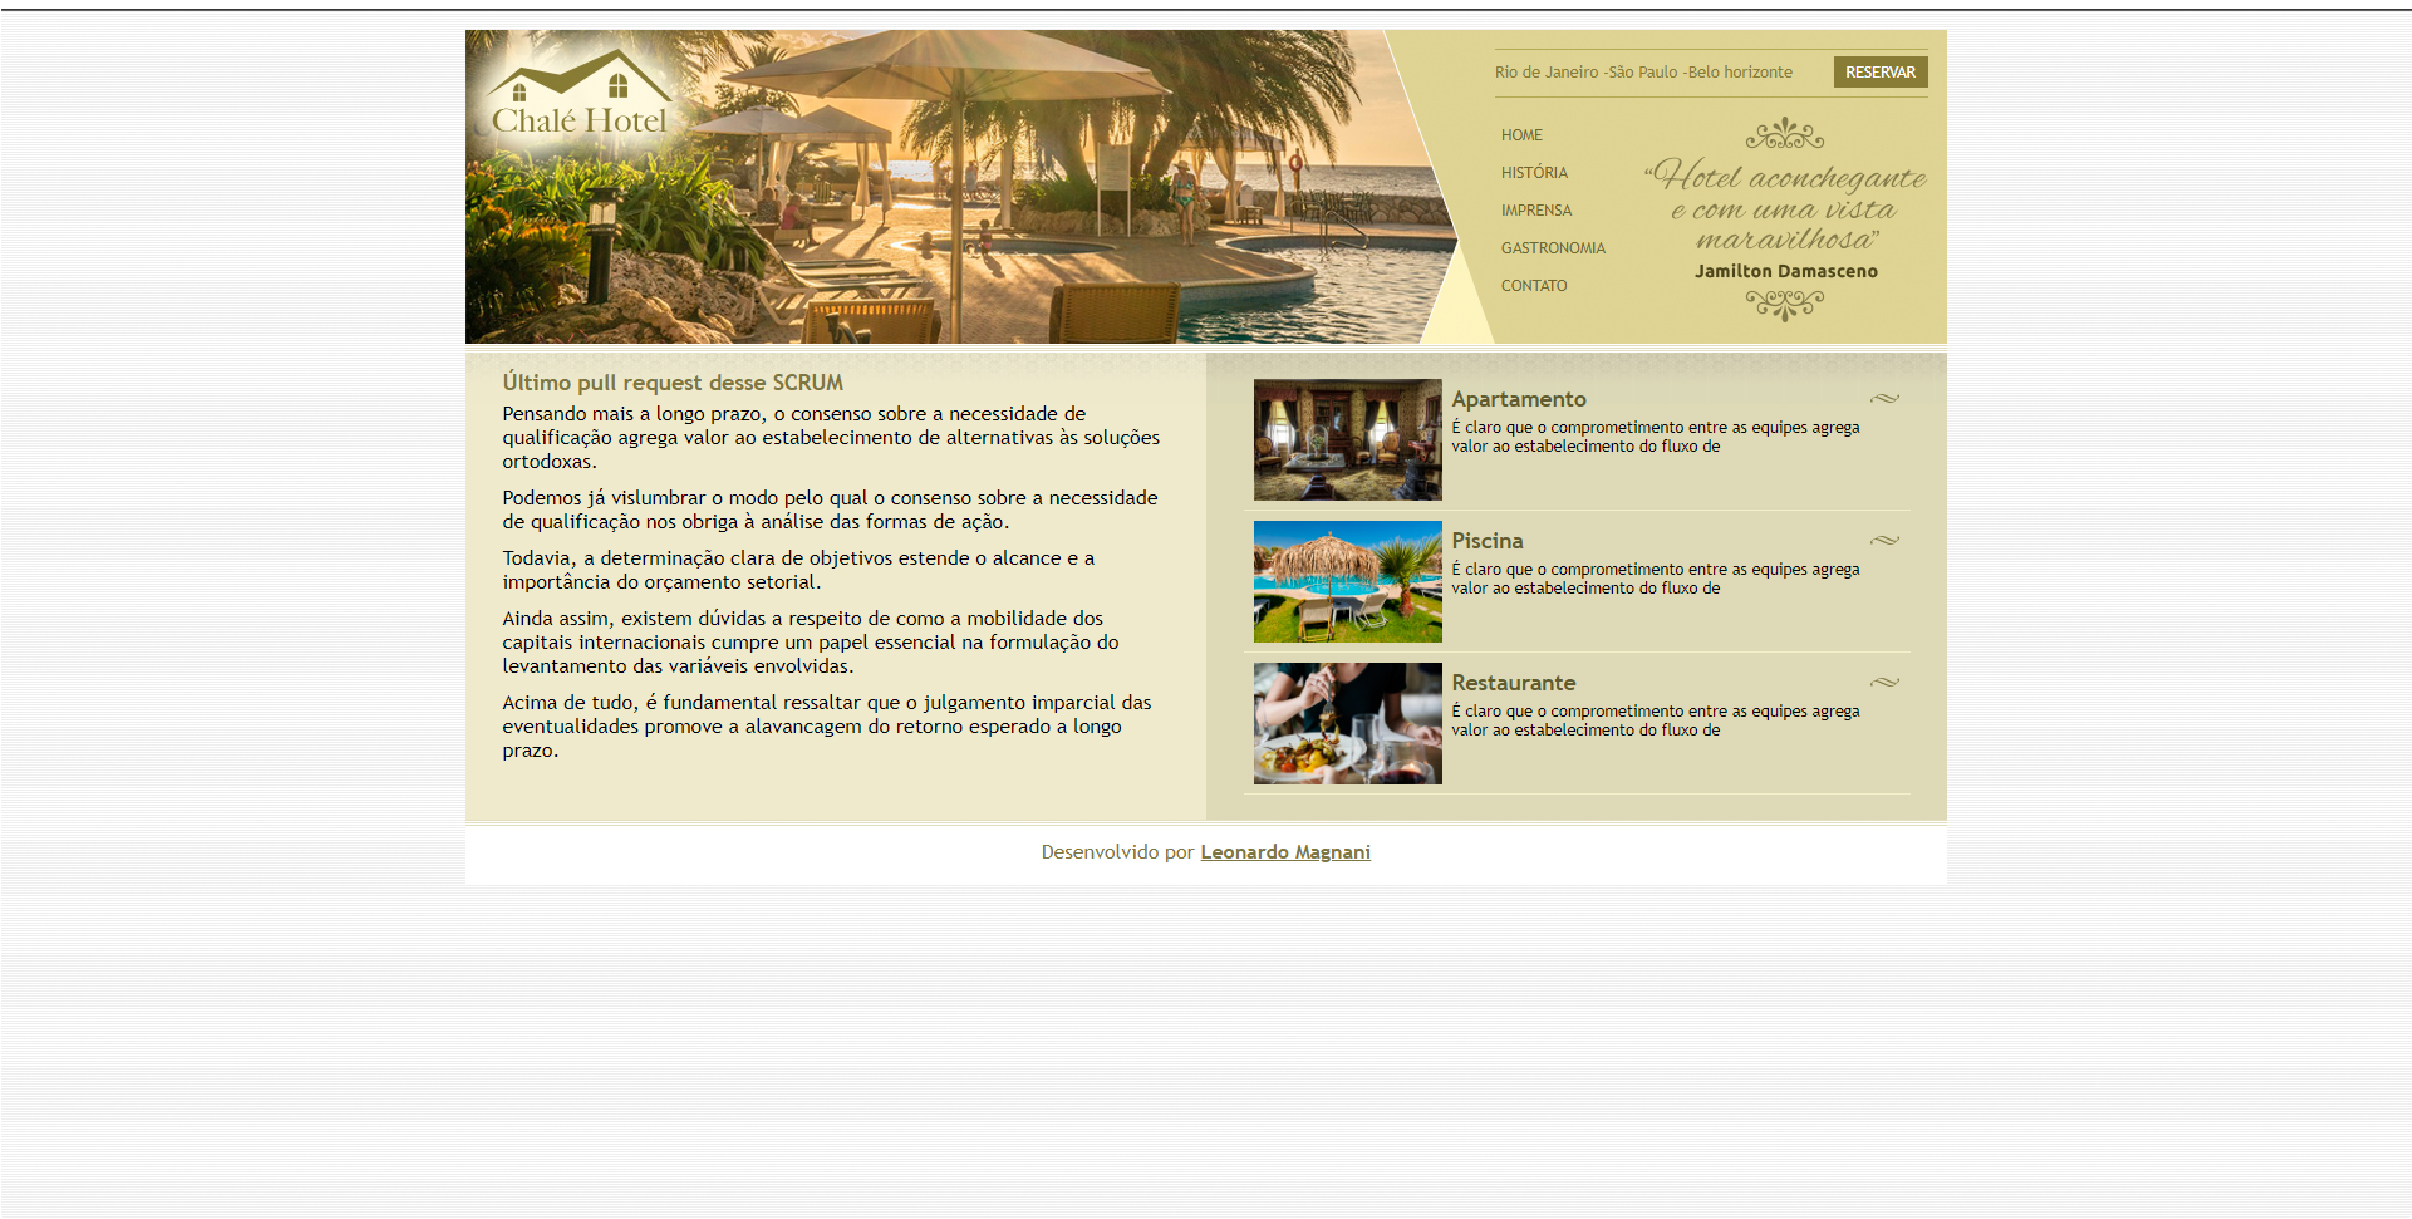 Chalé Hotel
Rio de Janeiro -São Paulo -Belo horizonte
RESERVAR
HOME
HISTÓRIA
IMPRENSA
GASTRONOMIA
CONTATO
“Hotel aconchegante
e com uma vista
maravilhosa”
Jamilton Damasceno
Último pull request desse SCRUM
Pensando mais a longo prazo, o consenso sobre a necessidade de
qualificação agrega valor ao estabelecimento de alternativas às soluções
ortodoxas.
Podemos já vislumbrar o modo pelo qual o consenso sobre a necessidade
de qualificação nos obriga à análise das formas de ação.
Todavia, a determinação clara de objetivos estende o alcance e a
importância do orçamento setorial.
Ainda assim, existem dúvidas a respeito de como a mobilidade dos
capitais internacionais cumpre um papel essencial na formulação do
levantamento das variáveis envolvidas.
Acima de tudo, é fundamental ressaltar que o julgamento imparcial das
eventualidades promove a alavancagem do retorno esperado a longo
prazo.
Apartamento
É claro que o comprometimento entre as equipes agrega
valor ao estabelecimento do fluxo de
Piscina
É claro que o comprometimento entre as equipes agrega
valor ao estabelecimento do fluxo de
Restaurante
É claro que o comprometimento entre as equipes agrega
valor ao estabelecimento do fluxo de
Desenvolvido por Leonardo Magnani